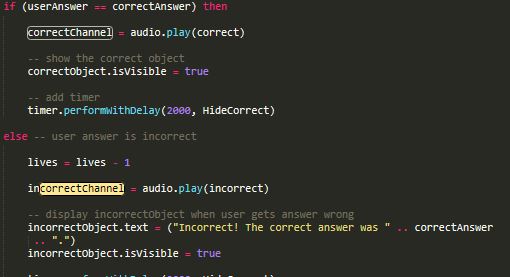 if (userAnswer == correctAnswer) then
correctChannel = audio.play(correct)
-- show the correct object
correctObject.isVisible = true
-- add timer
timer.performWithDelay(2000, HideCorrect)
else -- user answer is incorrect
lives = lives - 1
incorrectChannel = audio.play(incorrect)
-- display incorrectObject when user gets answer wrong
incorrectObject.text = ("Incorrect! The correct answer was " .. correctAnswer
.. ".")
incorrectObject.isVisible = true